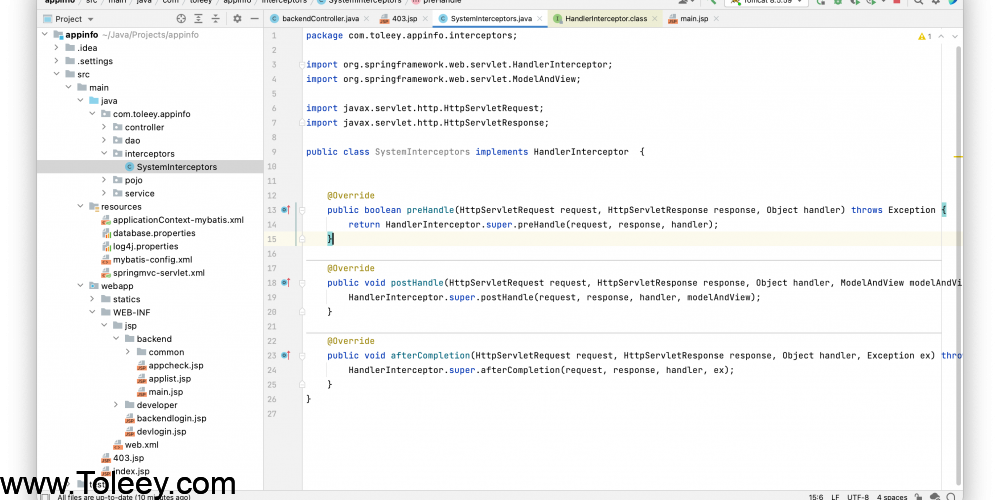 appinfo src main java com toleey appinfo interceptors SystemInterceptors preHandle Tomcat 8.5.59
Project backendController.java 403.jsp SystemInterceptors.java HandlerInterceptor.class main.jsp
appinfo ~/Java/Projects/appinfo
.idea
.settings
src
main
java
com.toleey.appinfo
controller
dao
interceptors
SystemInterceptors
pojo
service
resources
applicationContext-mybatis.xml
database.properties
log4j.properties
mybatis-config.xml
springmvc-servlet.xml
webapp
statics
WEB-INF
jsp
backend
common
appcheck.jsp
applist.jsp
main.jsp
developer
backendlogin.jsp
devlogin.jsp
web.xml
403.jsp
index.jsp
test
1 package com.toleey.appinfo.interceptors; 1
2
3 import org.springframework.web.servlet.HandlerInterceptor;
4 import org.springframework.web.servlet.ModelAndView;
5
6 import javax.servlet.http.HttpServletRequest;
7 import javax.servlet.http.HttpServletResponse;
8
9 public class SystemInterceptors implements HandlerInterceptor {
10
11
12 @Override
13 public boolean preHandle(HttpServletRequest request, HttpServletResponse response, Object handler) throws Exception {
14 return HandlerInterceptor.super.preHandle(request, response, handler);
15 }
16
17 @Override
18 public void postHandle(HttpServletRequest request, HttpServletResponse response, Object handler, ModelAndView modelAndVi
19 HandlerInterceptor.super.postHandle(request, response, handler, modelAndView);
20 }
21
22 @Override
23 public void afterCompletion(HttpServletRequest request, HttpServletResponse response, Object handler, Exception ex) thro
24 HandlerInterceptor.super.afterCompletion(request, response, handler, ex);
25 }
26 }
27
www.Toleey.com
All files are up-to-date (10 minutes ago) 15:6 LF UTF-8 4 spaces